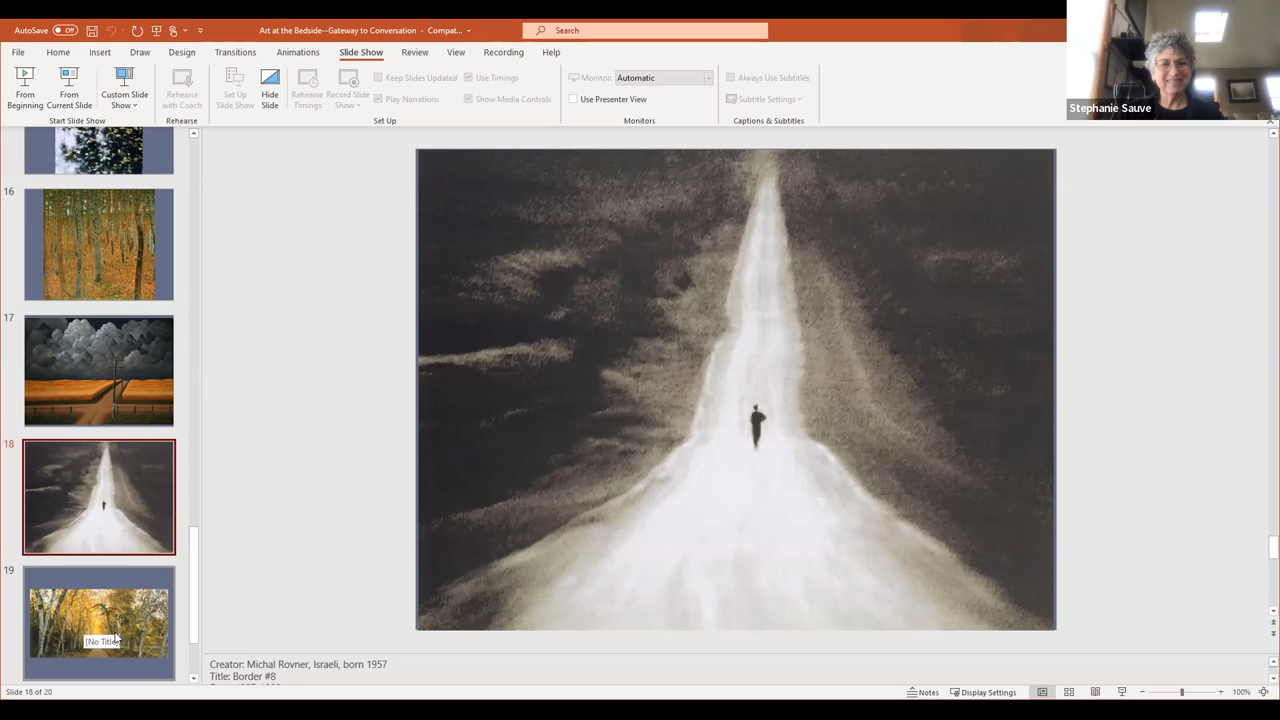 AutoSave Off
Art at the Bedside--Gateway to Conversation - Compat...
Search
File Home Insert Draw Design Transitions Animations Slide Show Review View Recording Help
From Beginning
From Current Slide
Custom Slide Show
Rehearse with Coach
Set Up Slide Show
Hide Slide
Rehearse Timings
Record Slide Show
Keep Slides Updated
Play Narrations
Use Timings
Show Media Controls
Monitor: Automatic
Use Presenter View
Always Use Subtitles
Subtitle Settings
Start Slide Show
Rehearse
Set Up
Monitors
Captions & Subtitles
Stephanie Sauve
16
17
18
19
[No Title]
Creator: Michal Rovner, Israeli, born 1957
Title: Border #8
Slide 18 of 20
Notes
Display Settings
100%